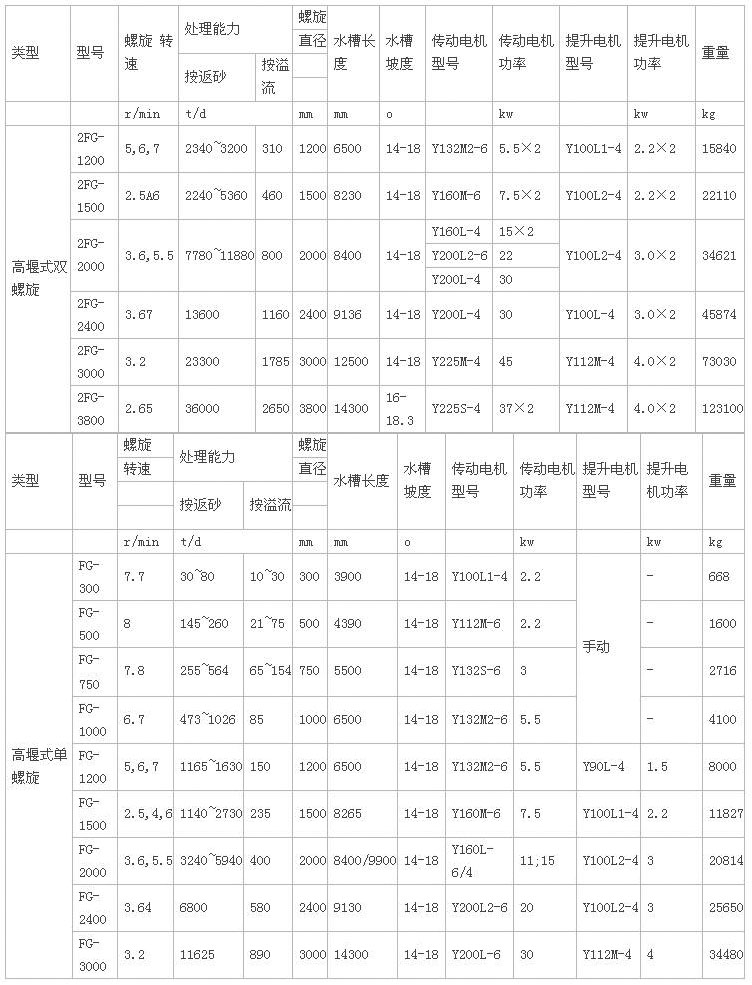 类型 型号 螺旋 转速 处理能力 螺旋直径 水槽长度 水槽坡度 传动电机型号 传动电机功率 提升电机型号 提升电机功率 重量
按返砂 按溢流
r/min t/d mm mm o kw kw kg
高堰式双螺旋
2FG-1200 5,6,7 2340~3200 310 1200 6500 14-18 Y132M2-6 5.5×2 Y100L1-4 2.2×2 15840
2FG-1500 2.5A6 2240~5360 460 1500 8230 14-18 Y160M-6 7.5×2 Y100L2-4 2.2×2 22110
2FG-2000 3.6,5.5 7780~11880 800 2000 8400 14-18 Y160L-4 15×2 Y100L2-4 3.0×2 34621
Y200L2-6 22
Y200L-4 30
2FG-2400 3.67 13600 1160 2400 9136 14-18 Y200L-4 30 Y100L-4 3.0×2 45874
2FG-3000 3.2 23300 1785 3000 12500 14-18 Y225M-4 45 Y112M-4 4.0×2 73030
2FG-3800 2.65 36000 2650 3800 14300 16-18.3 Y225S-4 37×2 Y112M-4 4.0×2 123100
类型 型号 螺旋转速 处理能力 螺旋直径 水槽长度 水槽坡度 传动电机型号 传动电机功率 提升电机型号 提升电机功率 重量
按返砂 按溢流
r/min t/d mm mm o kw kw kg
高堰式单螺旋
FG-300 7.7 30~80 10~30 300 3900 14-18 Y100L1-4 2.2 手动 - 668
FG-500 8 145~260 21~75 500 4390 14-18 Y112M-6 2.2 - 1600
FG-750 7.8 255~564 65~154 750 5500 14-18 Y132S-6 3 - 2716
FG-1000 6.7 473~1026 85 1000 6500 14-18 Y132M2-6 5.5 - 4100
FG-1200 5,6,7 1165~1630 150 1200 6500 14-18 Y132M2-6 5.5 Y90L-4 1.5 8000
FG-1500 2.5,4,6 1140~2730 235 1500 8265 14-18 Y160M-6 7.5 Y100L1-4 2.2 11827
FG-2000 3.6,5.5 3240~5940 400 2000 8400/9900 14-18 Y160L-6/4 11;15 Y100L2-4 3 20814
FG-2400 3.64 6800 580 2400 9130 14-18 Y200L2-6 20 Y100L2-4 3 25650
FG-3000 3.2 11625 890 3000 14300 14-18 Y200L-6 30 Y112M-4 4 34480